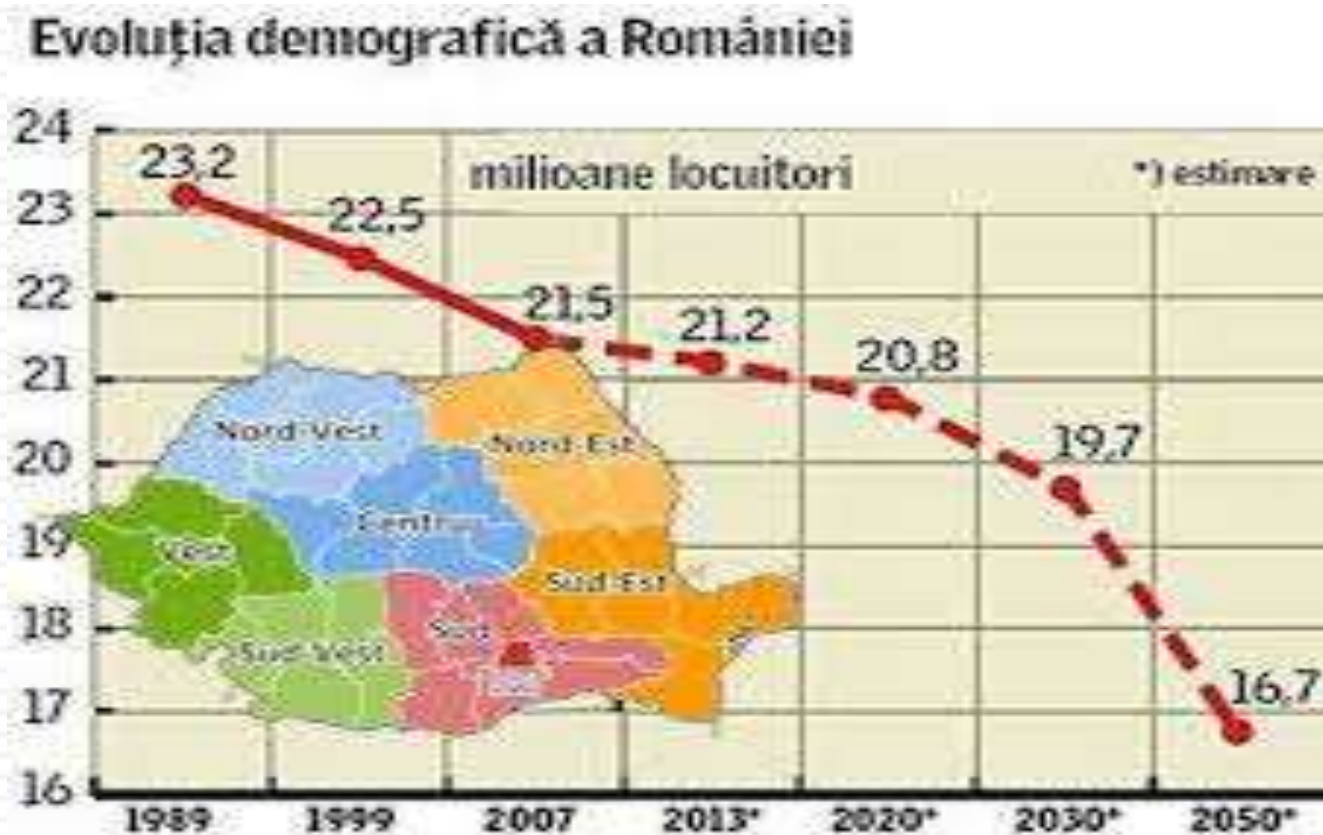 Evoluția demografică a României
24
23,2
milioane locuitori
*) estimare
23
22,5
22
21,5
21,2
20,8
21
Nord-Vest
Nord-Est
19,7
20
Centru
19
Vest
Sud-Est
18
Sud
Sud-Vest
16,7
17
16
1989 1999 2007 2013* 2020* 2030* 2050*